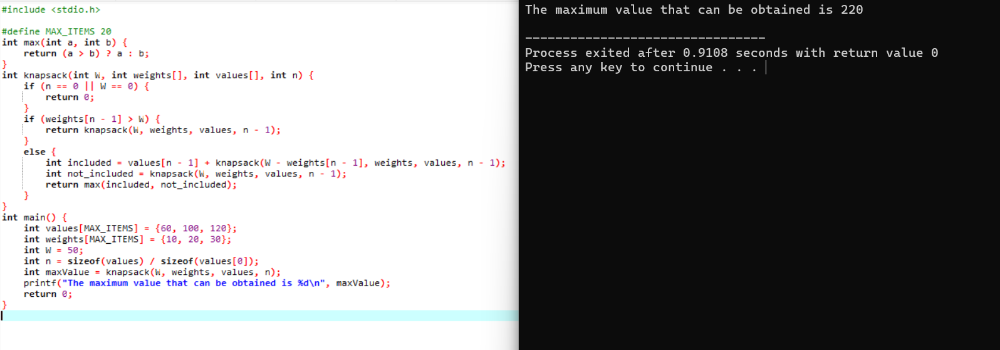 #include <stdio.h>
#define MAX_ITEMS 20
int max(int a, int b) {
    return (a > b) ? a : b;
}
int knapsack(int W, int weights[], int values[], int n) {
    if (n == 0 || W == 0) {
        return 0;
    }
    if (weights[n - 1] > W) {
        return knapsack(W, weights, values, n - 1);
    }
    else {
        int included = values[n - 1] + knapsack(W - weights[n - 1], weights, values, n - 1);
        int not_included = knapsack(W, weights, values, n - 1);
        return max(included, not_included);
    }
}
int main() {
    int values[MAX_ITEMS] = {60, 100, 120};
    int weights[MAX_ITEMS] = {10, 20, 30};
    int W = 50;
    int n = sizeof(values) / sizeof(values[0]);
    int maxValue = knapsack(W, weights, values, n);
    printf("The maximum value that can be obtained is %d\n", maxValue);
    return 0;
}
The maximum value that can be obtained is 220
--------------------------------
Process exited after 0.9108 seconds with return value 0
Press any key to continue . . .